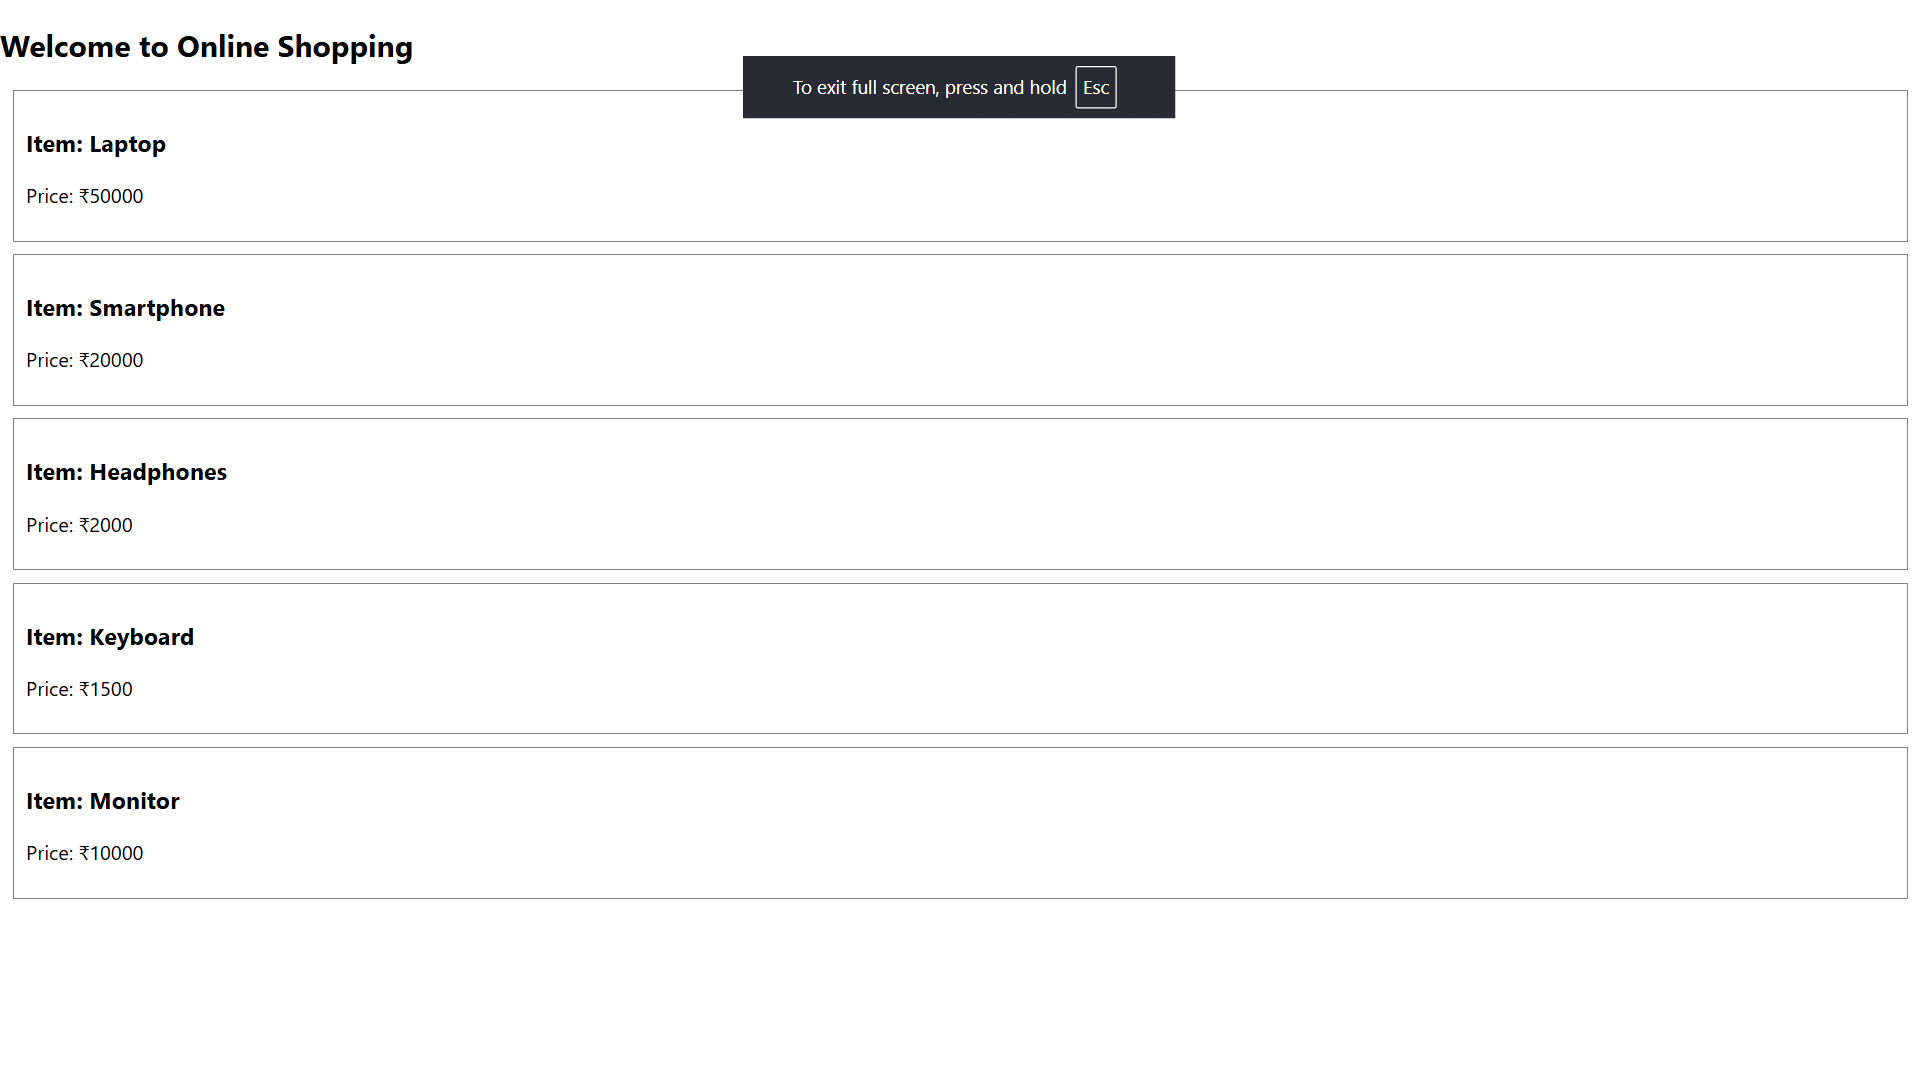 Welcome to Online Shopping
To exit full screen, press and hold Esc
Item: Laptop
Price: ₹50000
Item: Smartphone
Price: ₹20000
Item: Headphones
Price: ₹2000
Item: Keyboard
Price: ₹1500
Item: Monitor
Price: ₹10000